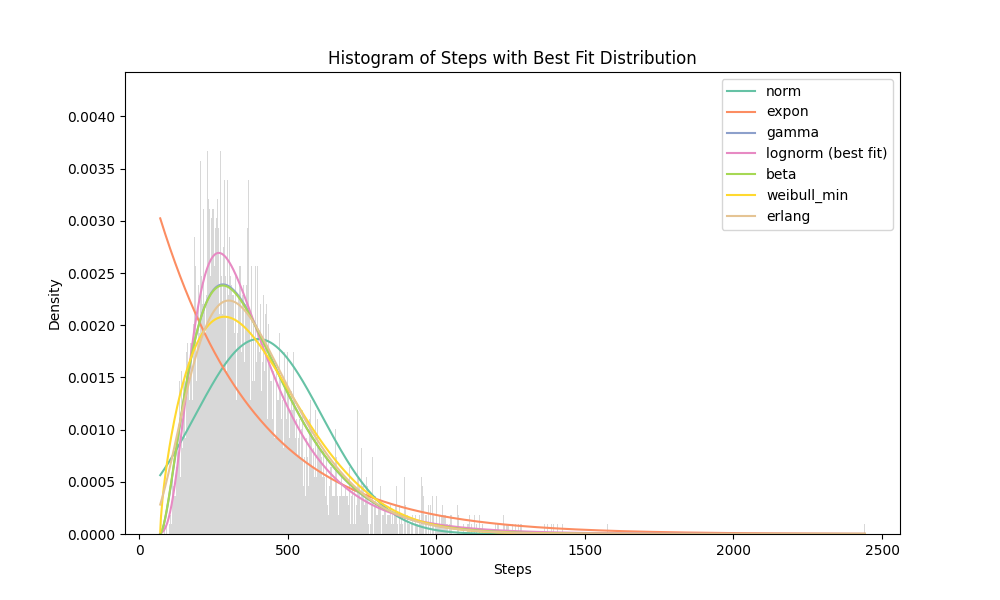 Histogram of Steps with Best Fit Distribution
norm
expon
gamma
lognorm (best fit)
beta
weibull_min
erlang
Density
0.0040
0.0035
0.0030
0.0025
0.0020
0.0015
0.0010
0.0005
0.0000
0
500
1000
1500
2000
2500
Steps